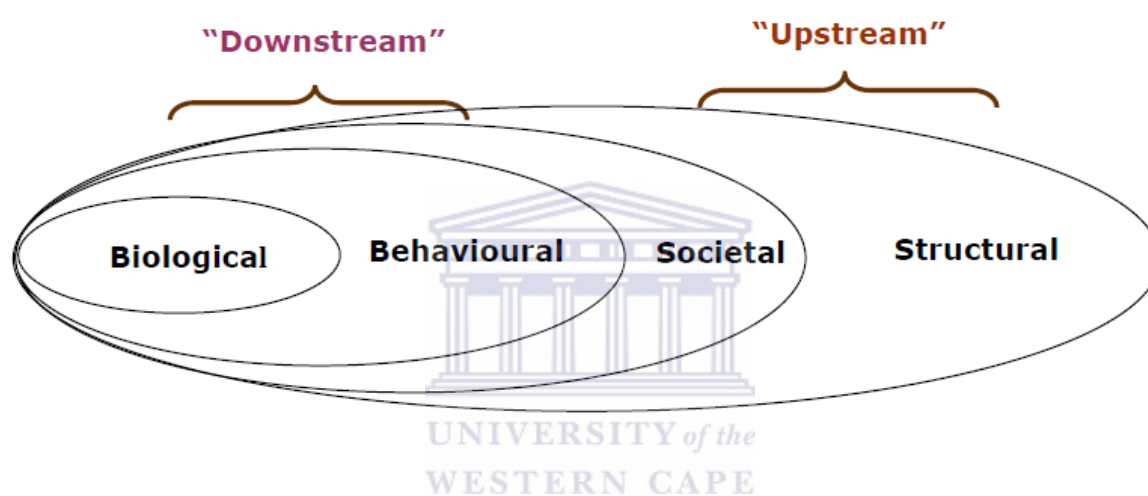 “Downstream”
“Upstream”
Biological
Behavioural
Societal
Structural
UNIVERSITY of the
WESTERN CAPE